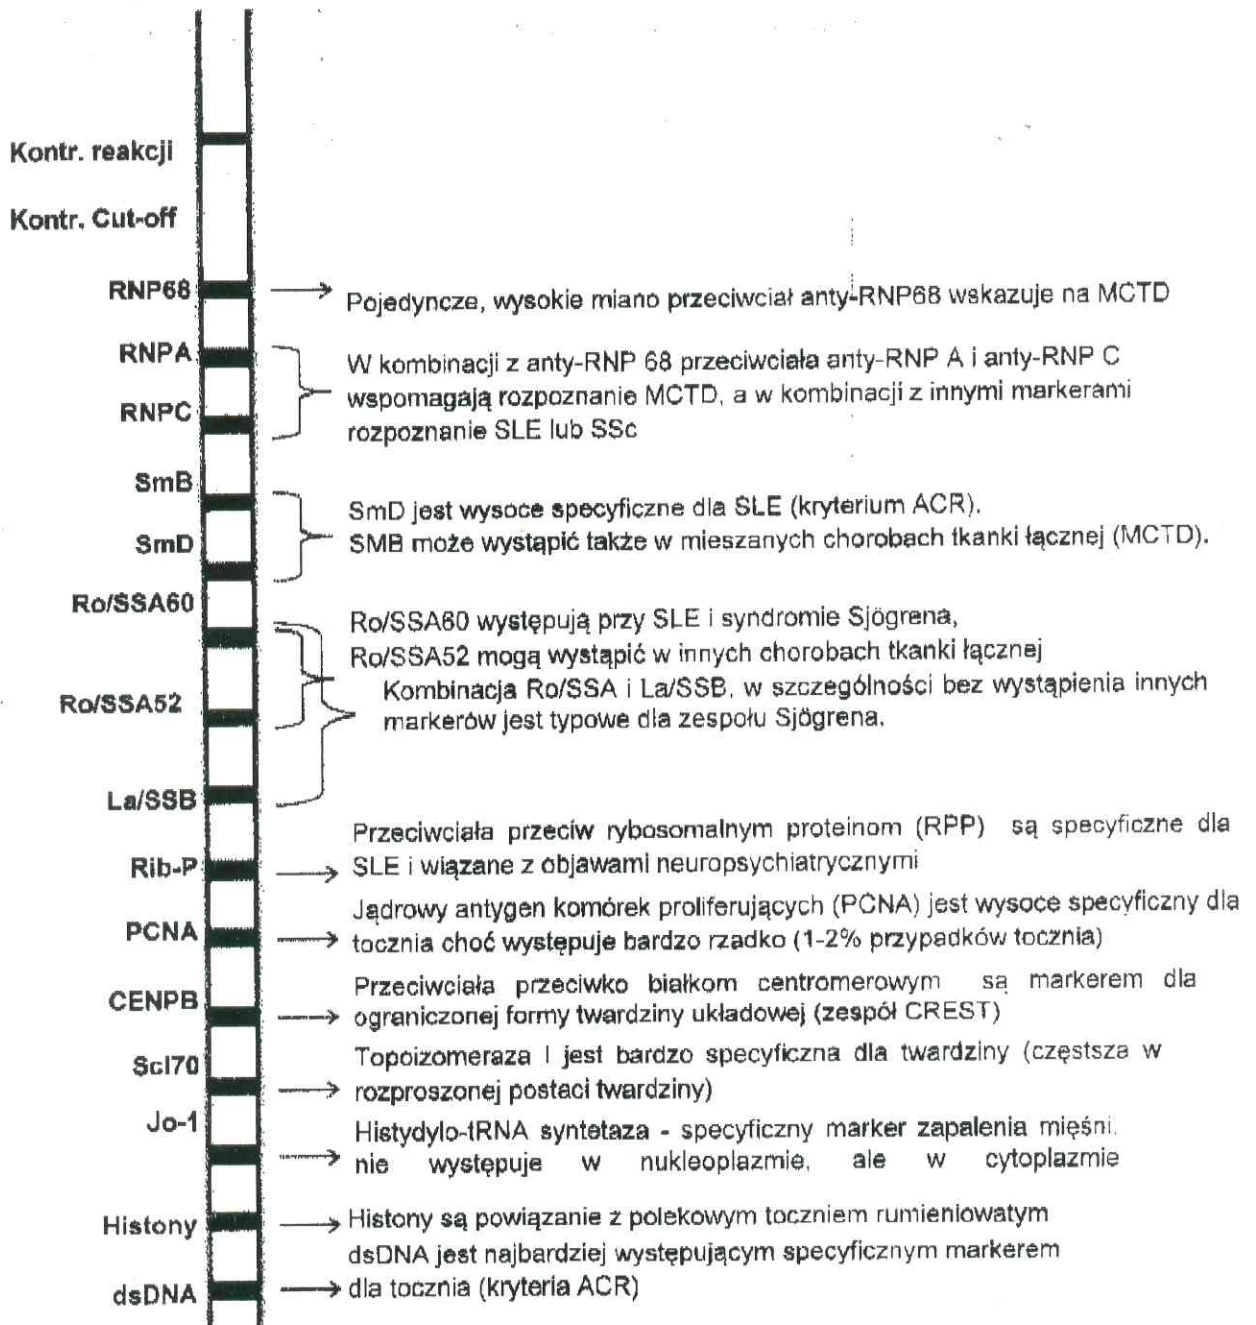 Kontr. reakcji
Kontr. Cut-off
RNP68
Pojedyncze, wysokie miano przeciwciał anty-RNP68 wskazuje na MCTD
RNPA
RNPC
W kombinacji z anty-RNP 68 przeciwciała anty-RNP A i anty-RNP C
wspomagają rozpoznanie MCTD, a w kombinacji z innymi markerami
rozpoznanie SLE lub SSc
SmB
SmD
SmD jest wysoce specyficzne dla SLE (kryterium ACR).
SMB może wystąpić także w mieszanych chorobach tkanki łącznej (MCTD).
Ro/SSA60
Ro/SSA52
La/SSB
Ro/SSA60 występują przy SLE i syndromie Sjögrena,
Ro/SSA52 mogą wystąpić w innych chorobach tkanki łącznej
Kombinacja Ro/SSA i La/SSB, w szczególności bez wystąpienia innych
markerów jest typowe dla zespołu Sjögrena.
Rib-P
Przeciwciała przeciw rybosomalnym proteinom (RPP) są specyficzne dla
SLE i wiązane z objawami neuropsychiatrycznymi
PCNA
Jądrowy antygen komórek proliferujących (PCNA) jest wysoce specyficzny dla
tocznia choć występuje bardzo rzadko (1-2% przypadków tocznia)
CENPB
Przeciwciała przeciwko białkom centromerowym są markerem dla
ograniczonej formy twardziny układowej (zespół CREST)
Scl70
Topoizomeraza I jest bardzo specyficzna dla twardziny (częstsza w
rozproszonej postaci twardziny)
Jo-1
Histydylo-tRNA syntetaza - specyficzny marker zapalenia mięśni.
nie występuje w nukleoplazmie, ale w cytoplazmie
Histony
Histony są powiązanie z polekowym toczniem rumieniowatym
dsDNA
dsDNA jest najbardziej występującym specyficznym markerem
dla tocznia (kryteria ACR)